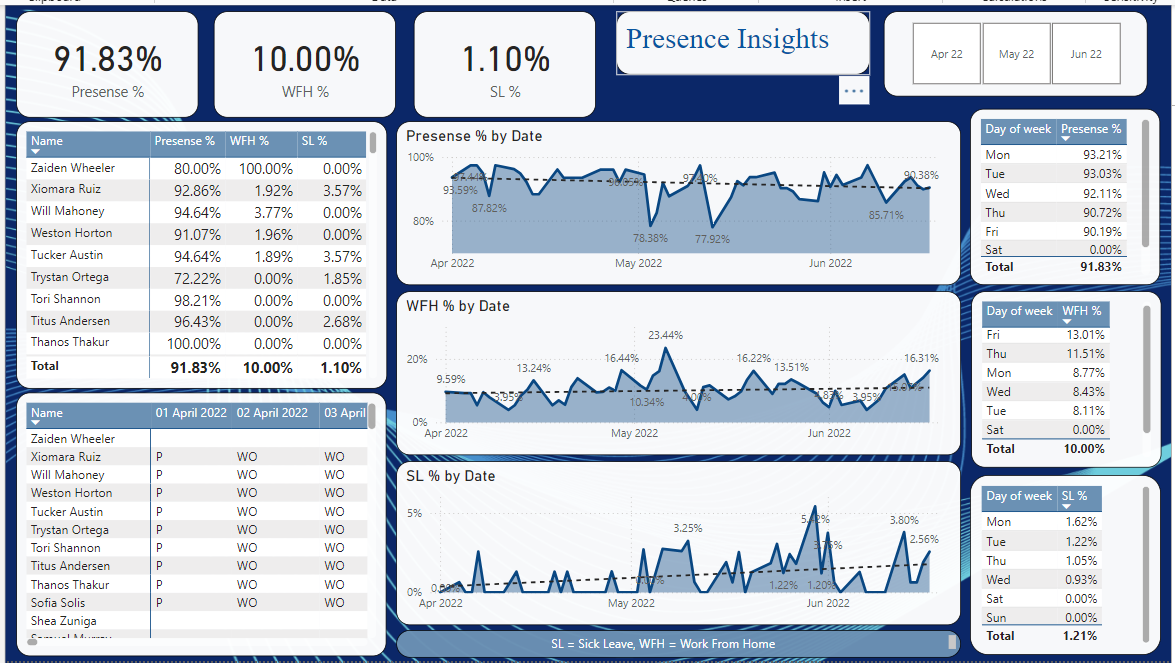 91.83%
Presense %
10.00%
WFH %
1.10%
SL %
Presence Insights
Apr 22
May 22
Jun 22
Name Presense % WFH % SL %
Zaiden Wheeler 80.00% 100.00% 0.00%
Xiomara Ruiz 92.86% 1.92% 3.57%
Will Mahoney 94.64% 3.77% 0.00%
Weston Horton 91.07% 1.96% 0.00%
Tucker Austin 94.64% 1.89% 3.57%
Trystan Ortega 72.22% 0.00% 1.85%
Tori Shannon 98.21% 0.00% 0.00%
Titus Andersen 96.43% 0.00% 2.68%
Thanos Thakur 100.00% 0.00% 0.00%
Total 91.83% 10.00% 1.10%
Name 01 April 2022 02 April 2022 03 April
Zaiden Wheeler
Xiomara Ruiz P WO WO
Will Mahoney P WO WO
Weston Horton P WO WO
Tucker Austin P WO WO
Trystan Ortega P WO WO
Tori Shannon P WO WO
Titus Andersen P WO WO
Thanos Thakur P WO WO
Sofia Solis P WO WO
Shea Zuniga
Presense % by Date
100%
80%
93.59%
87.82%
78.38%
77.92%
85.71%
90.38%
Apr 2022 May 2022 Jun 2022
WFH % by Date
20%
0%
9.59%
3.95%
13.24%
16.44%
10.34%
23.44%
16.22%
13.51%
3.95%
16.31%
Apr 2022 May 2022 Jun 2022
SL % by Date
5%
0%
3.25%
1.22%
1.20%
3.80%
2.56%
Apr 2022 May 2022 Jun 2022
SL = Sick Leave, WFH = Work From Home
Day of week Presense %
Mon 93.21%
Tue 93.03%
Wed 92.11%
Thu 90.72%
Fri 90.19%
Sat 0.00%
Total 91.83%
Day of week WFH %
Fri 13.01%
Thu 11.51%
Mon 8.77%
Wed 8.43%
Tue 8.11%
Sat 0.00%
Total 10.00%
Day of week SL %
Mon 1.62%
Tue 1.22%
Thu 1.05%
Wed 0.93%
Sat 0.00%
Sun 0.00%
Total 1.21%